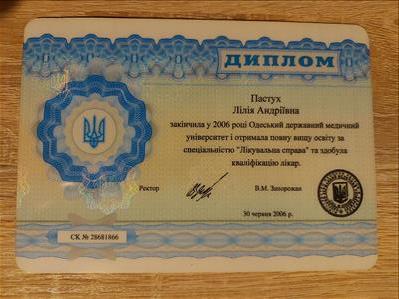 ДИПЛОМ
Пастух
Лілія Андріївна
закінчила у 2006 році Одеський державний медичний
університет і отримала повну вищу освіту за
спеціальністю "Лікувальна справа" та здобула
кваліфікацію лікар.
Ректор В.М. Запорожан
30 червня 2006 р.
СК № 28681866